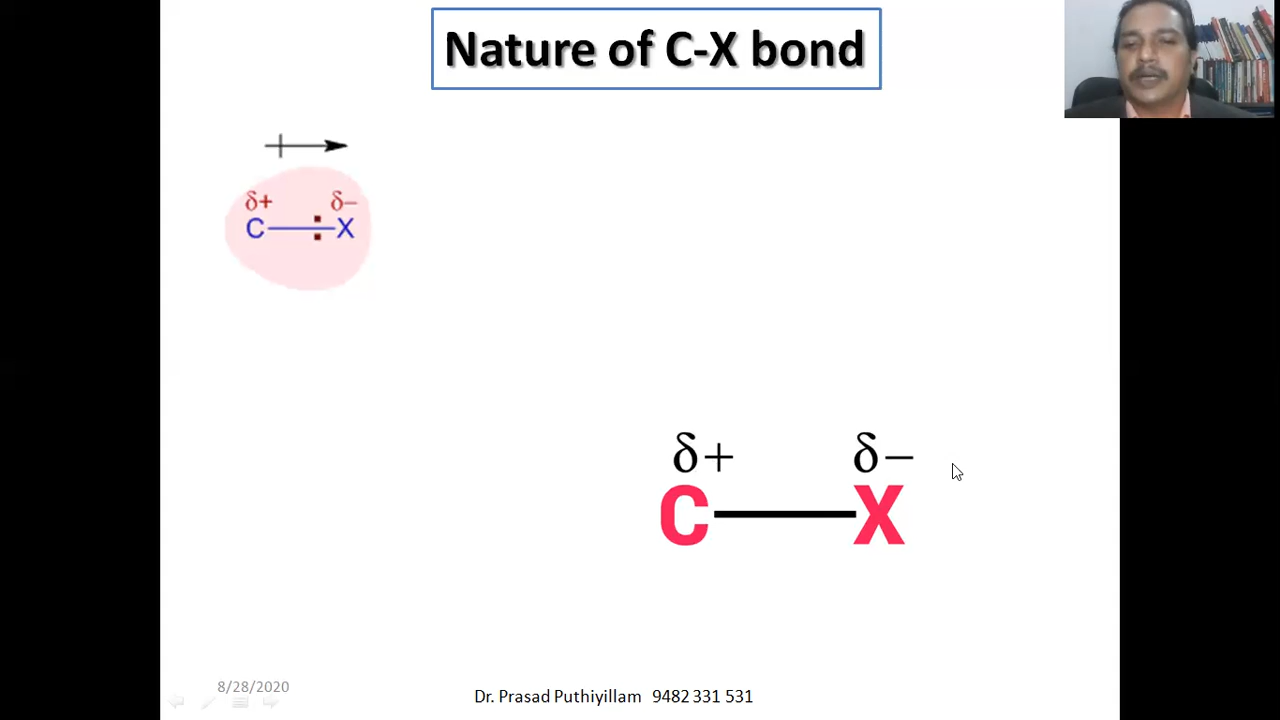 Nature of C-X bond
δ+ δ–
C : X
δ+ δ–
C X
8/28/2020
Dr. Prasad Puthiyillam 9482 331 531